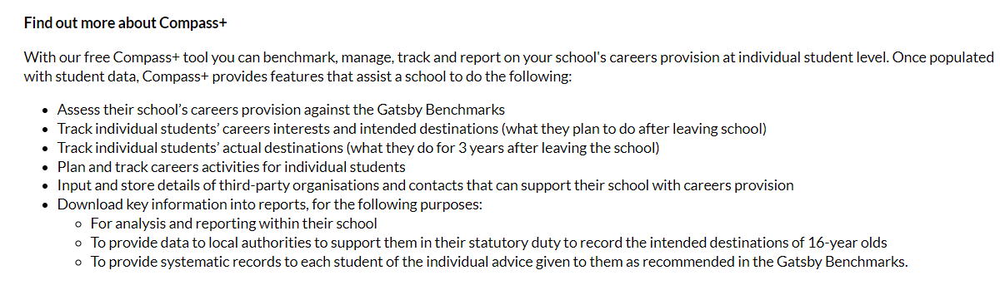 Find out more about Compass+
With our free Compass+ tool you can benchmark, manage, track and report on your school's careers provision at individual student level. Once populated
with student data, Compass+ provides features that assist a school to do the following:
• Assess their school’s careers provision against the Gatsby Benchmarks
• Track individual students’ careers interests and intended destinations (what they plan to do after leaving school)
• Track individual students’ actual destinations (what they do for 3 years after leaving the school)
• Plan and track careers activities for individual students
• Input and store details of third-party organisations and contacts that can support their school with careers provision
• Download key information into reports, for the following purposes:
◦ For analysis and reporting within their school
◦ To provide data to local authorities to support them in their statutory duty to record the intended destinations of 16-year olds
◦ To provide systematic records to each student of the individual advice given to them as recommended in the Gatsby Benchmarks.